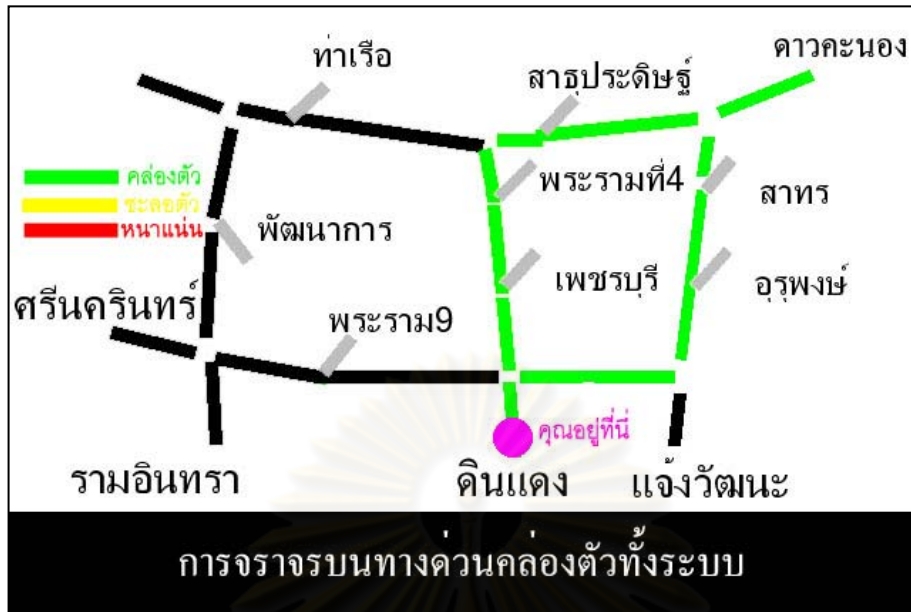 ดาวคะนอง
ท่าเรือ
สาธุประดิษฐ์
คล่องตัว
พระรามที่4
สาทร
ชะลอตัว
หนาแน่น
พัฒนาการ
เพชรบุรี
อุรุพงษ์
ศรีนครินทร์
พระราม9
คุณอยู่ที่นี่
รามอินทรา
ดินแดง
แจ้งวัฒนะ
การจราจรบนทางด่วนคล่องตัวทั้งระบบ